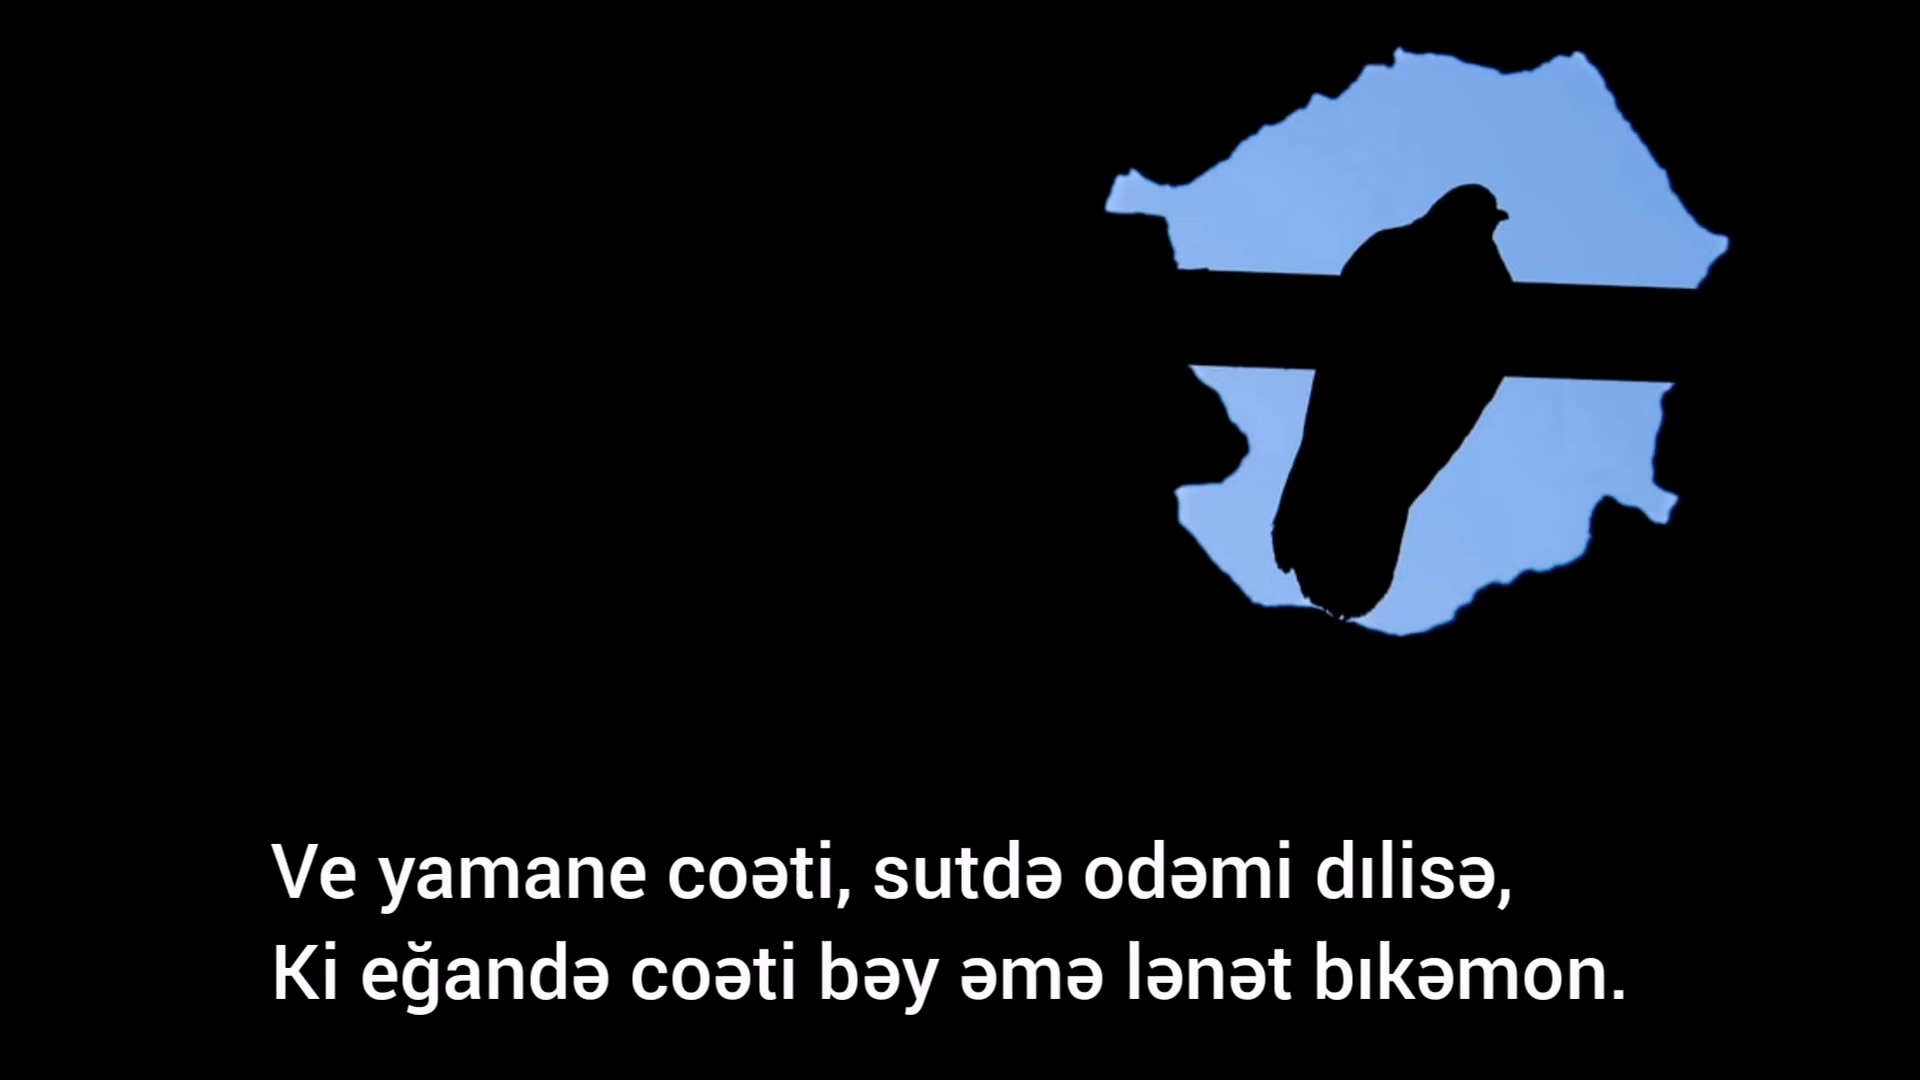 Ve yamane coəti, sutdə odəmi dılisə,
Ki eğandə coəti bəy əmə lənət bıkəmon.